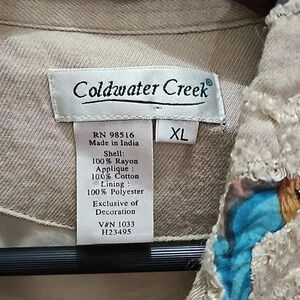 Coldwater Creek®
XL
RN 98516
Made in India
Shell:
100% Rayon
Applique :
100% Cotton
Lining :
100% Polyester
Exclusive of
Decoration
V#N 1033
H23495